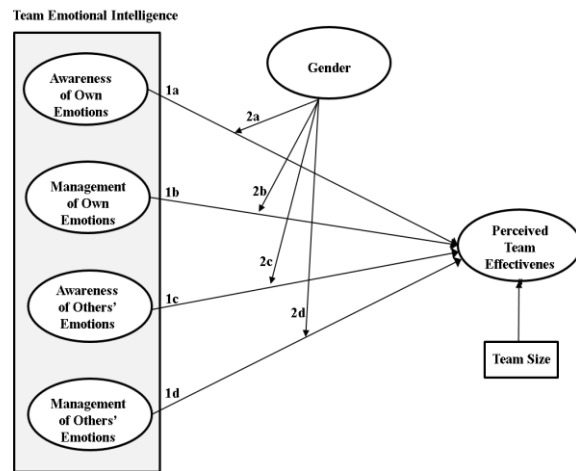 Team Emotional Intelligence
Awareness
of Own
Emotions
1a
Gender
2a
Management
of Own
Emotions
1b
2b
Perceived
Team
Effectivenes
2c
Awareness
of Others’
Emotions
1c
2d
Team Size
Management
of Others’
Emotions
1d